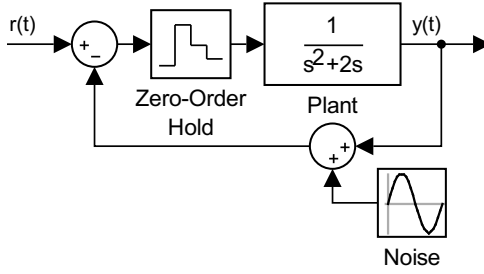 r(t)
+
−
1
s²+2s
y(t)
Zero-Order
Hold
Plant
+
+
Noise